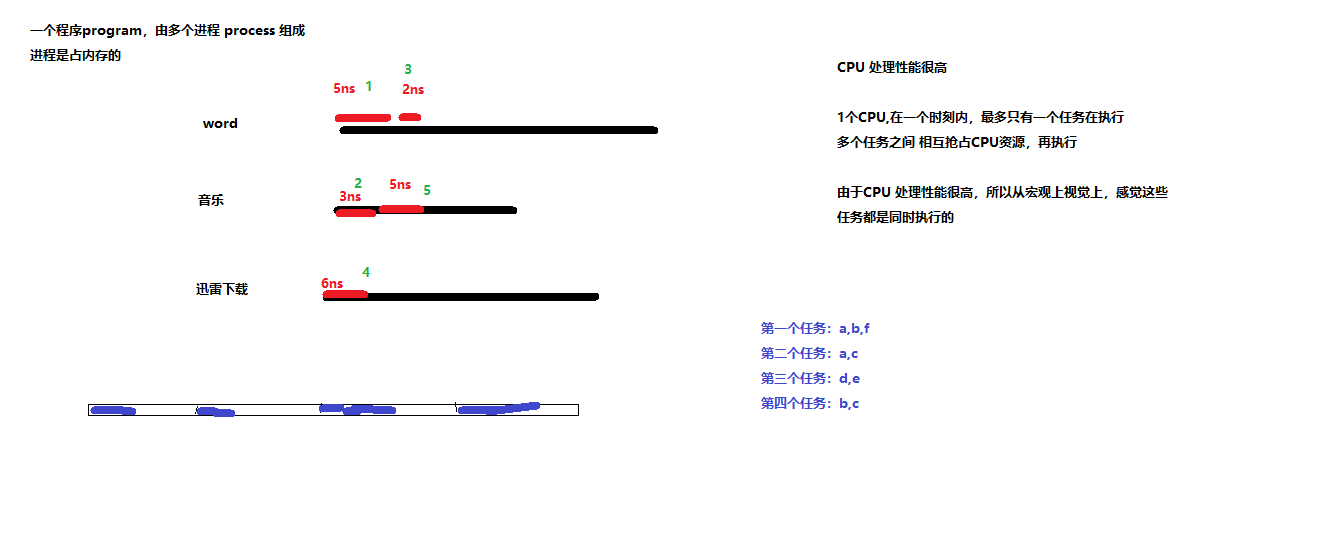 一个程序program，由多个进程 process 组成
进程是占内存的
3
5ns 1 2ns
word
2 5ns
3ns 5
音乐
4
6ns
迅雷下载
CPU 处理性能很高
1个CPU,在一个时刻内，最多只有一个任务在执行
多个任务之间 相互抢占CPU资源，再执行
由于CPU 处理性能很高，所以从宏观上视觉上，感觉这些
任务都是同时执行的
第一个任务：a,b,f
第二个任务：a,c
第三个任务：d,e
第四个任务：b,c